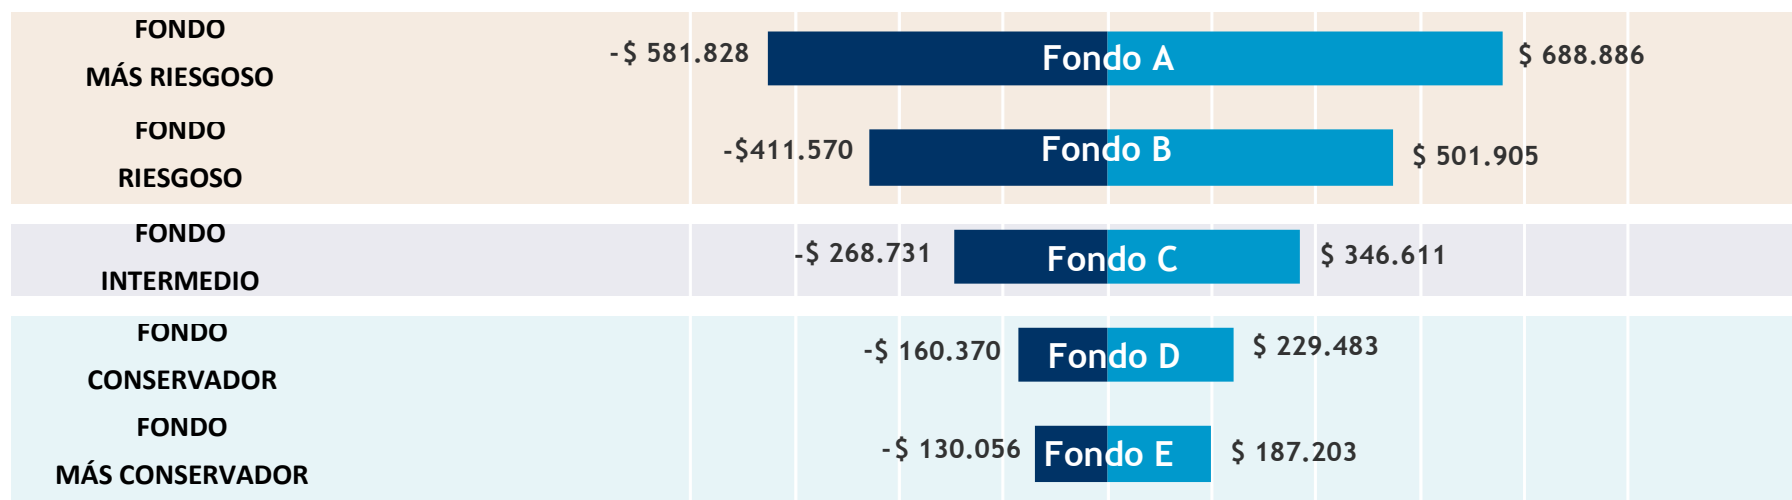 FONDO
MÁS RIESGOSO
-$ 581.828 Fondo A $ 688.886
FONDO
RIESGOSO
-$411.570 Fondo B $ 501.905
FONDO
INTERMEDIO
-$ 268.731 Fondo C $ 346.611
FONDO
CONSERVADOR
-$ 160.370 Fondo D $ 229.483
FONDO
MÁS CONSERVADOR
-$ 130.056 Fondo E $ 187.203